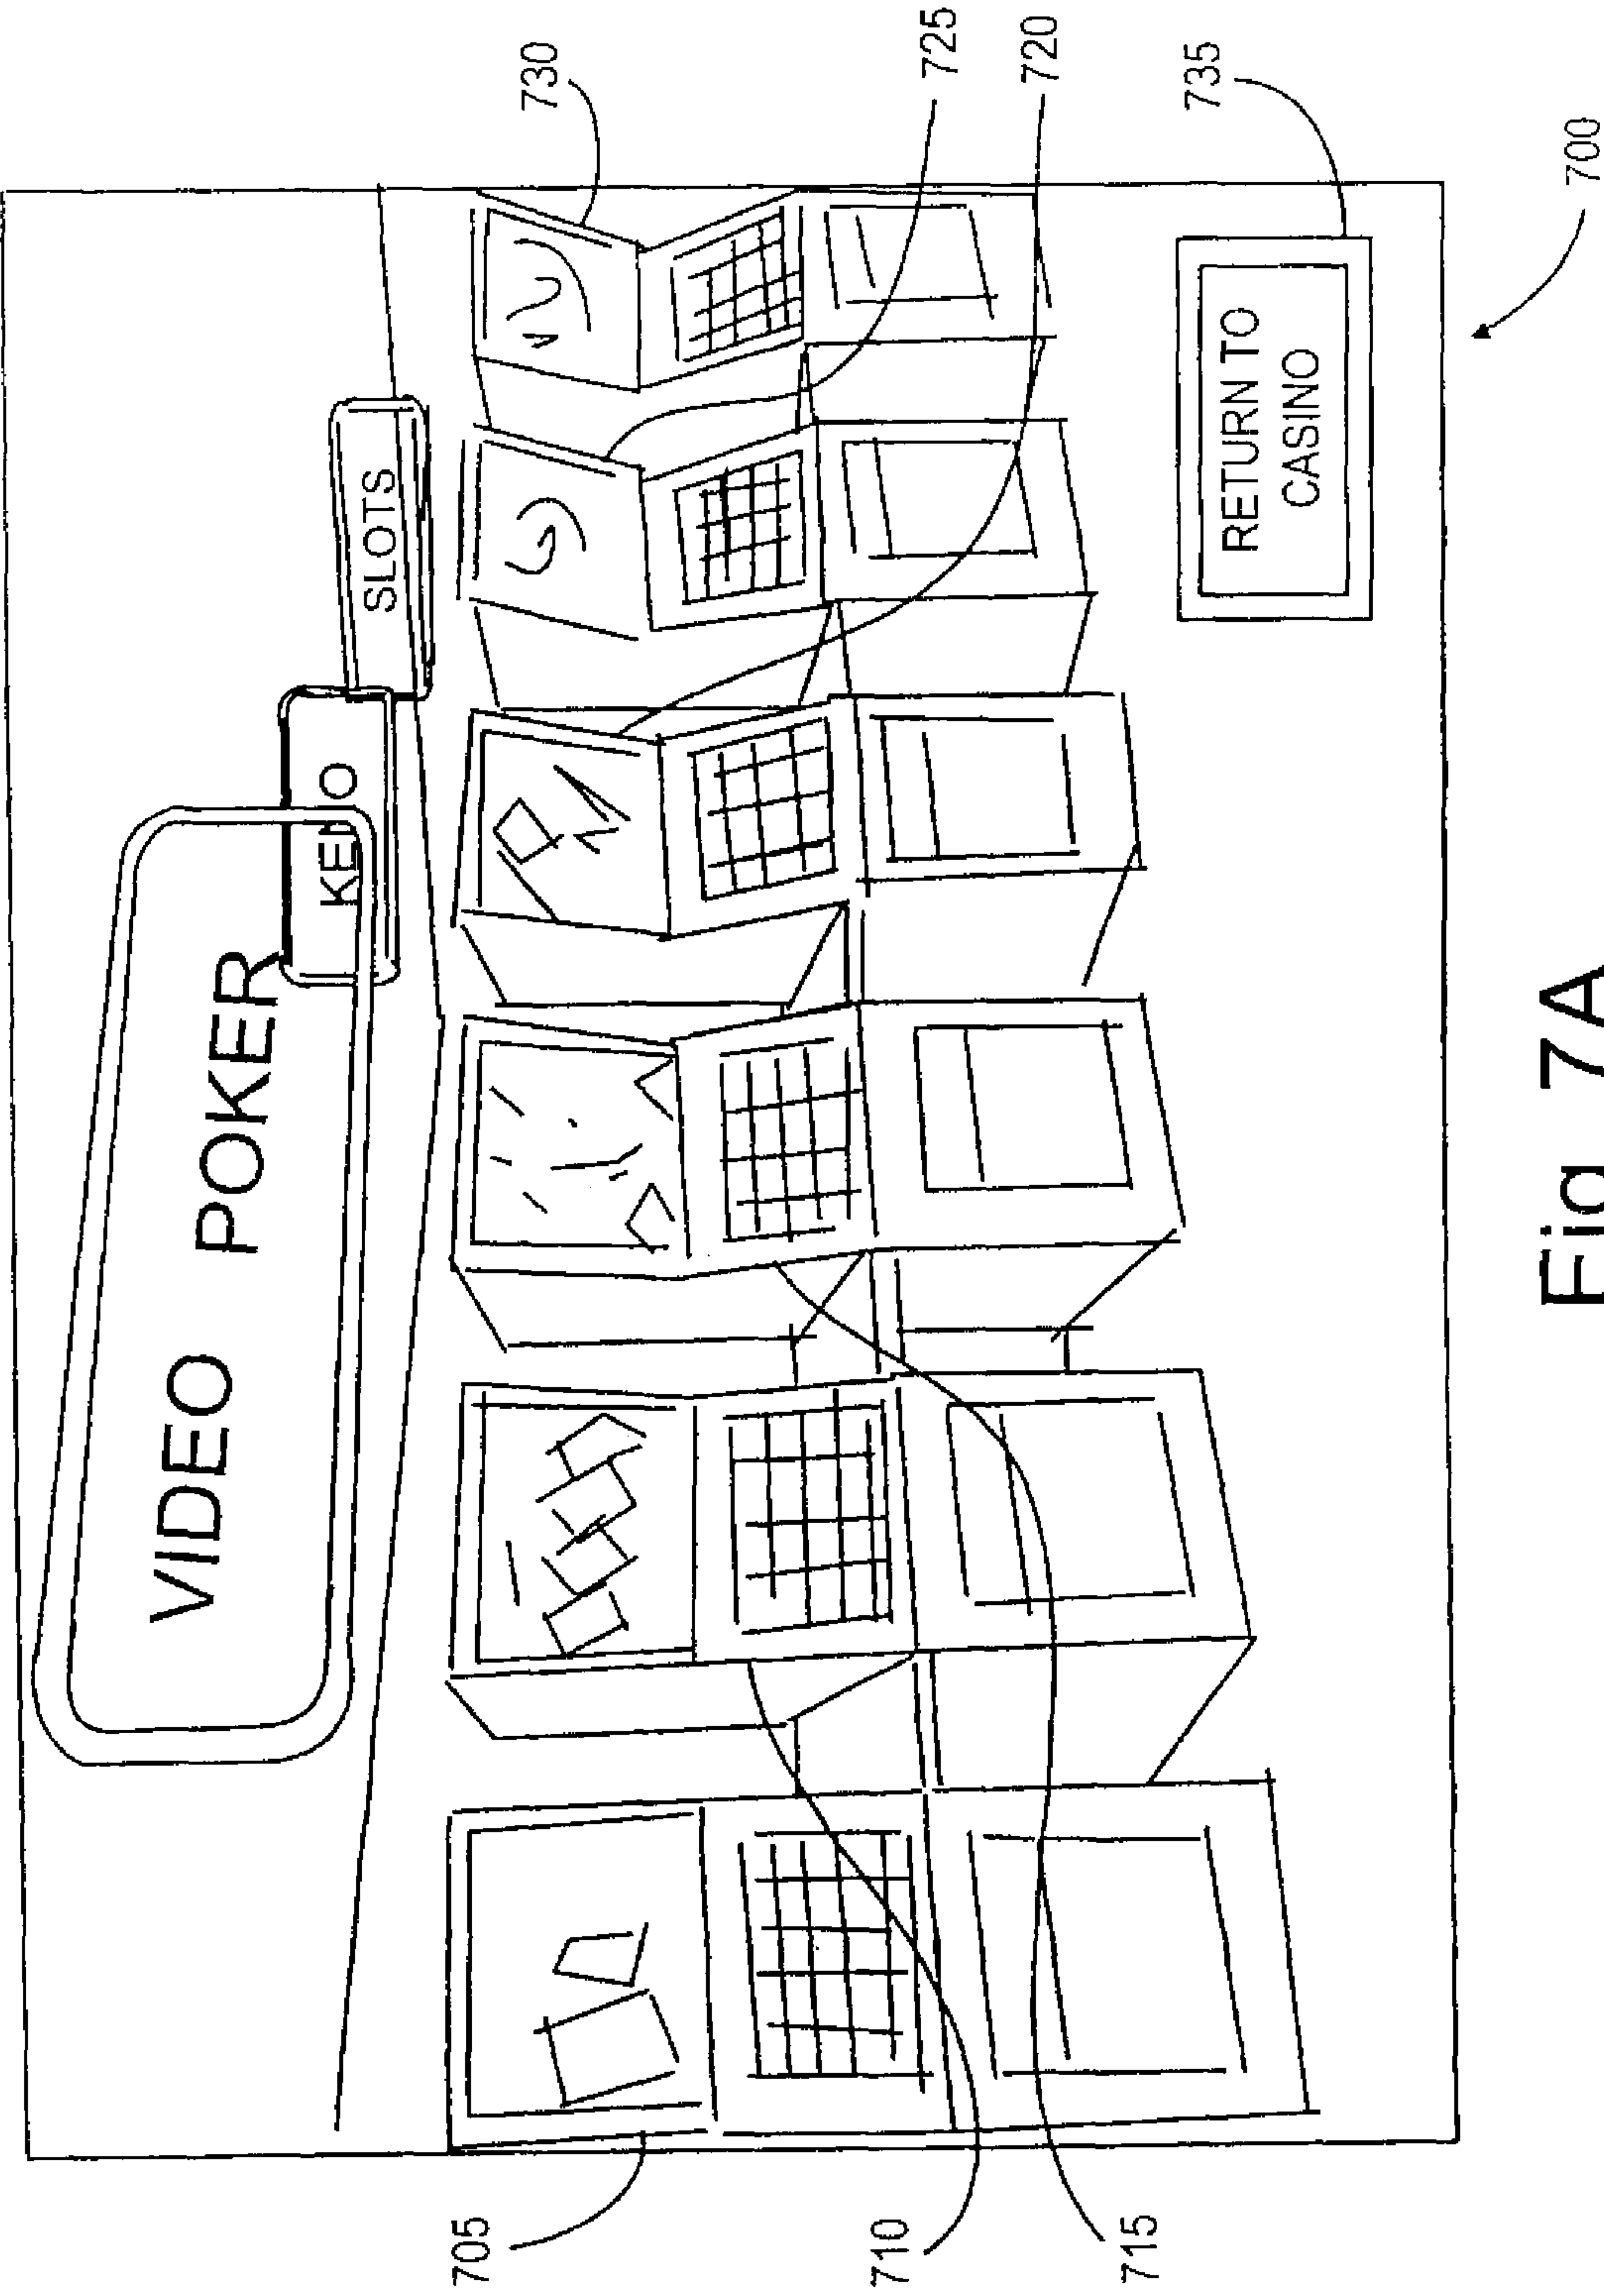 VIDEO POKER
KENO
SLOTS
730
725
720
735
700
705
710
715
RETURN TO
CASINO
Fig. 7A